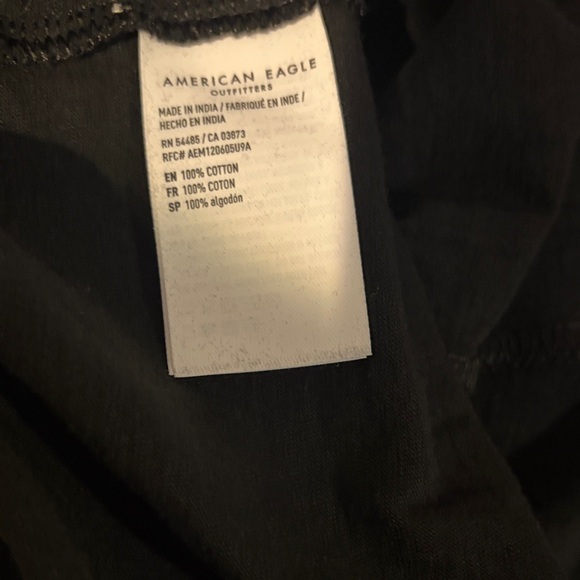 AMERICAN EAGLE
OUTFITTERS
MADE IN INDIA / FABRIQUÉ EN INDE /
HECHO EN INDIA
RN 54485 / CA 03873
RFC# AEM120605U9A
EN 100% COTTON
FR 100% COTON
SP 100% algodón